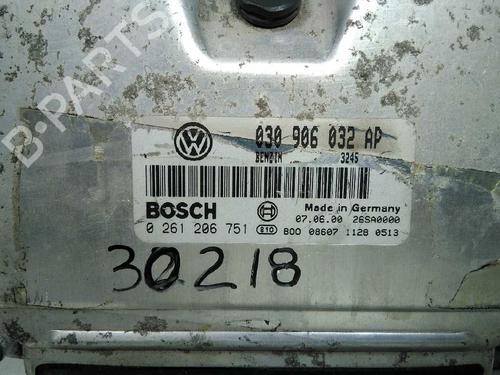 B-PARTS
030 906 032 AP
3245
BOSCH
Made in Germany
07.06.00 26SA0000
0 261 206 751
e10 800 08607 1128 0513
30218